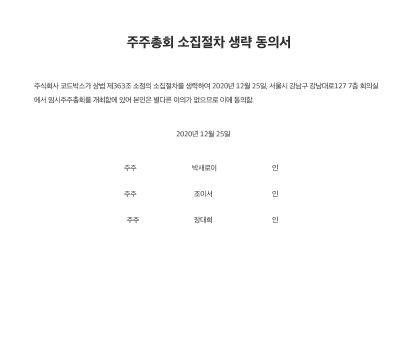 주주총회 소집절차 생략 동의서
주식회사 코드박스가 상법 제363조 소정의 소집절차를 생략하여 2020년 12월 25일, 서울시 강남구 강남대로127 7층 회의실
에서 임시주주총회를 개최함에 있어 본인은 별다른 이의가 없으므로 이에 동의함.
2020년 12월 25일
주주 박새로이 인
주주 조이서 인
주주 장대희 인